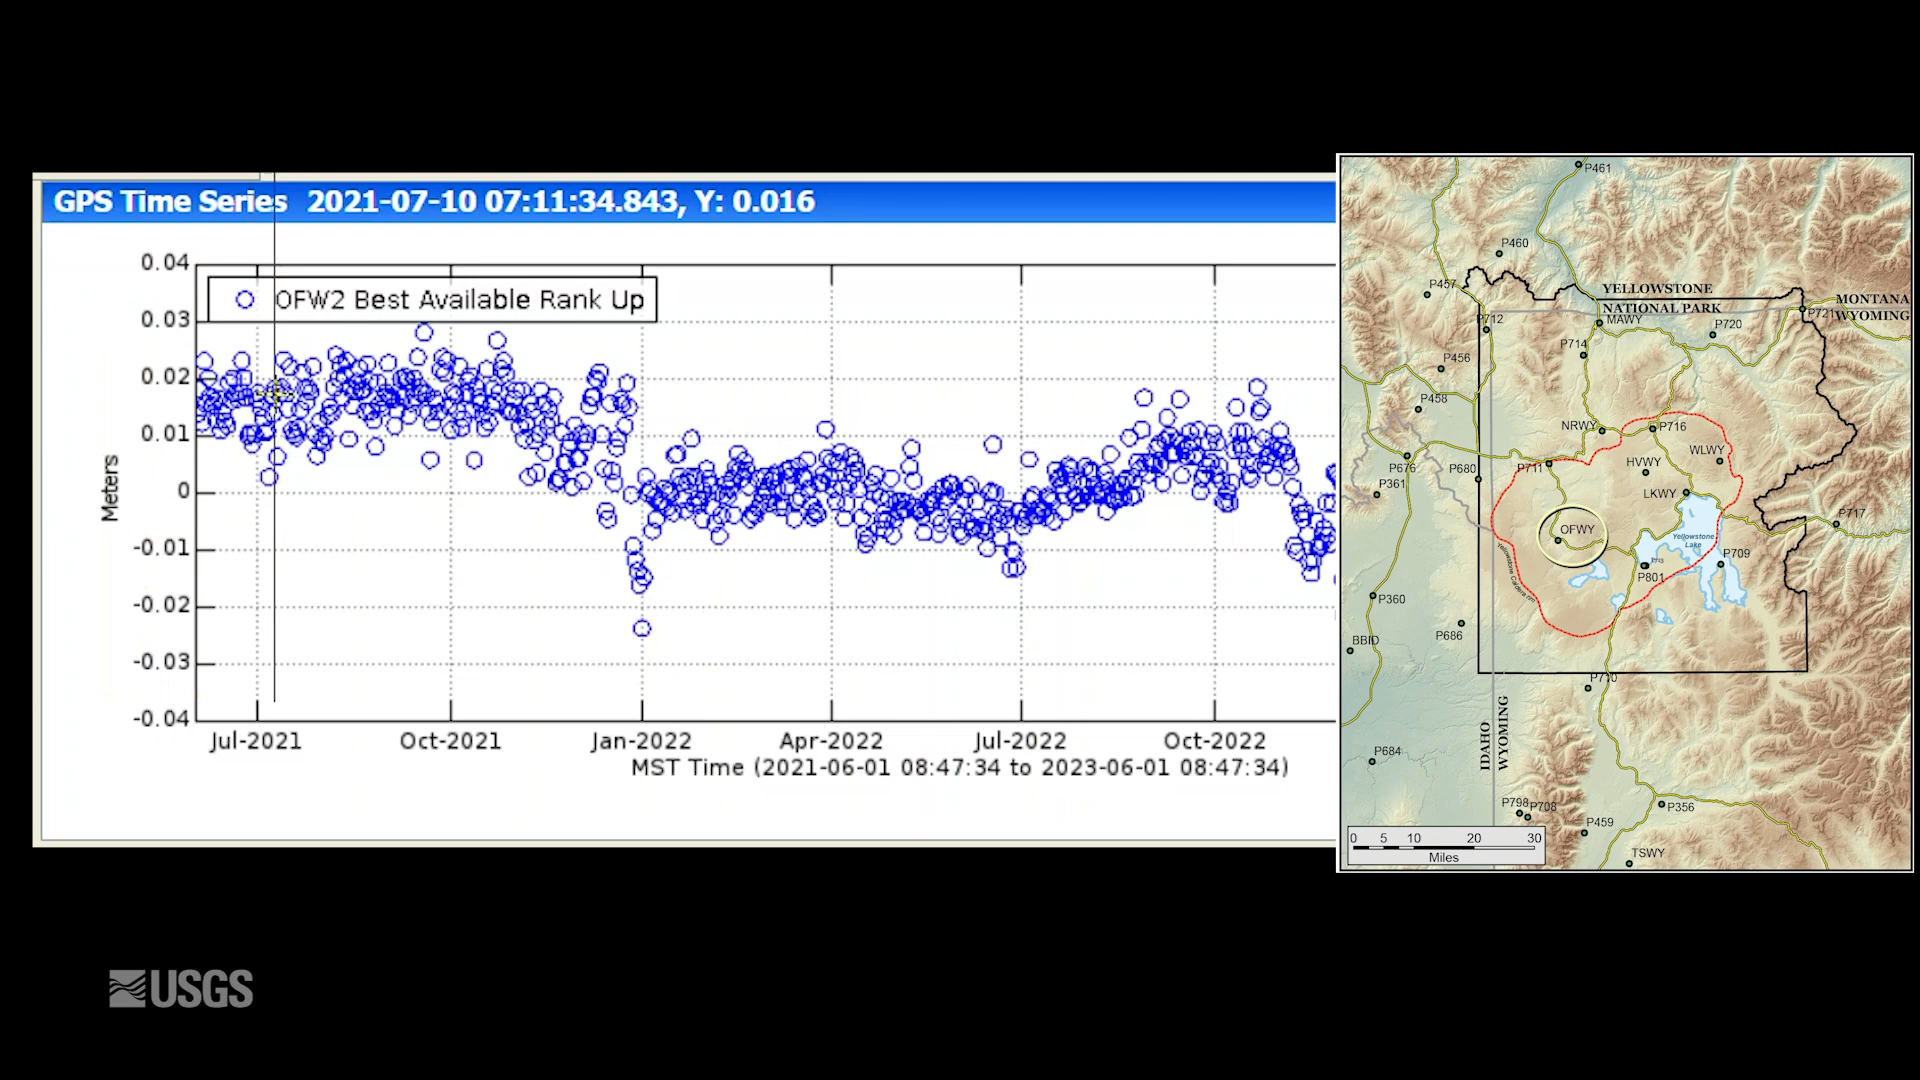 GPS Time Series 2021-07-10 07:11:34.843, Y: 0.016
OFW2 Best Available Rank Up
0.04
0.03
0.02
0.01
0
-0.01
-0.02
-0.03
-0.04
Meters
Jul-2021 Oct-2021 Jan-2022 Apr-2022 Jul-2022 Oct-2022
MST Time (2021-06-01 08:47:34 to 2023-06-01 08:47:34)
P461
P460
P457
YELLOWSTONE
NATIONAL PARK
MONTANA
WYOMING
P712
MAWY
P720
P721
P714
P456
P458
NRWY
P716
WLWY
P676
P680
P711
HVWY
P361
LKWY
P717
OFWY
Yellowstone
Lake
P709
P801
Yellowstone Caldera rim
P360
P686
BBID
P710
IDAHO
WYOMING
P684
P798
P708
P356
P459
TSWY
0 5 10 20 30
Miles
USGS